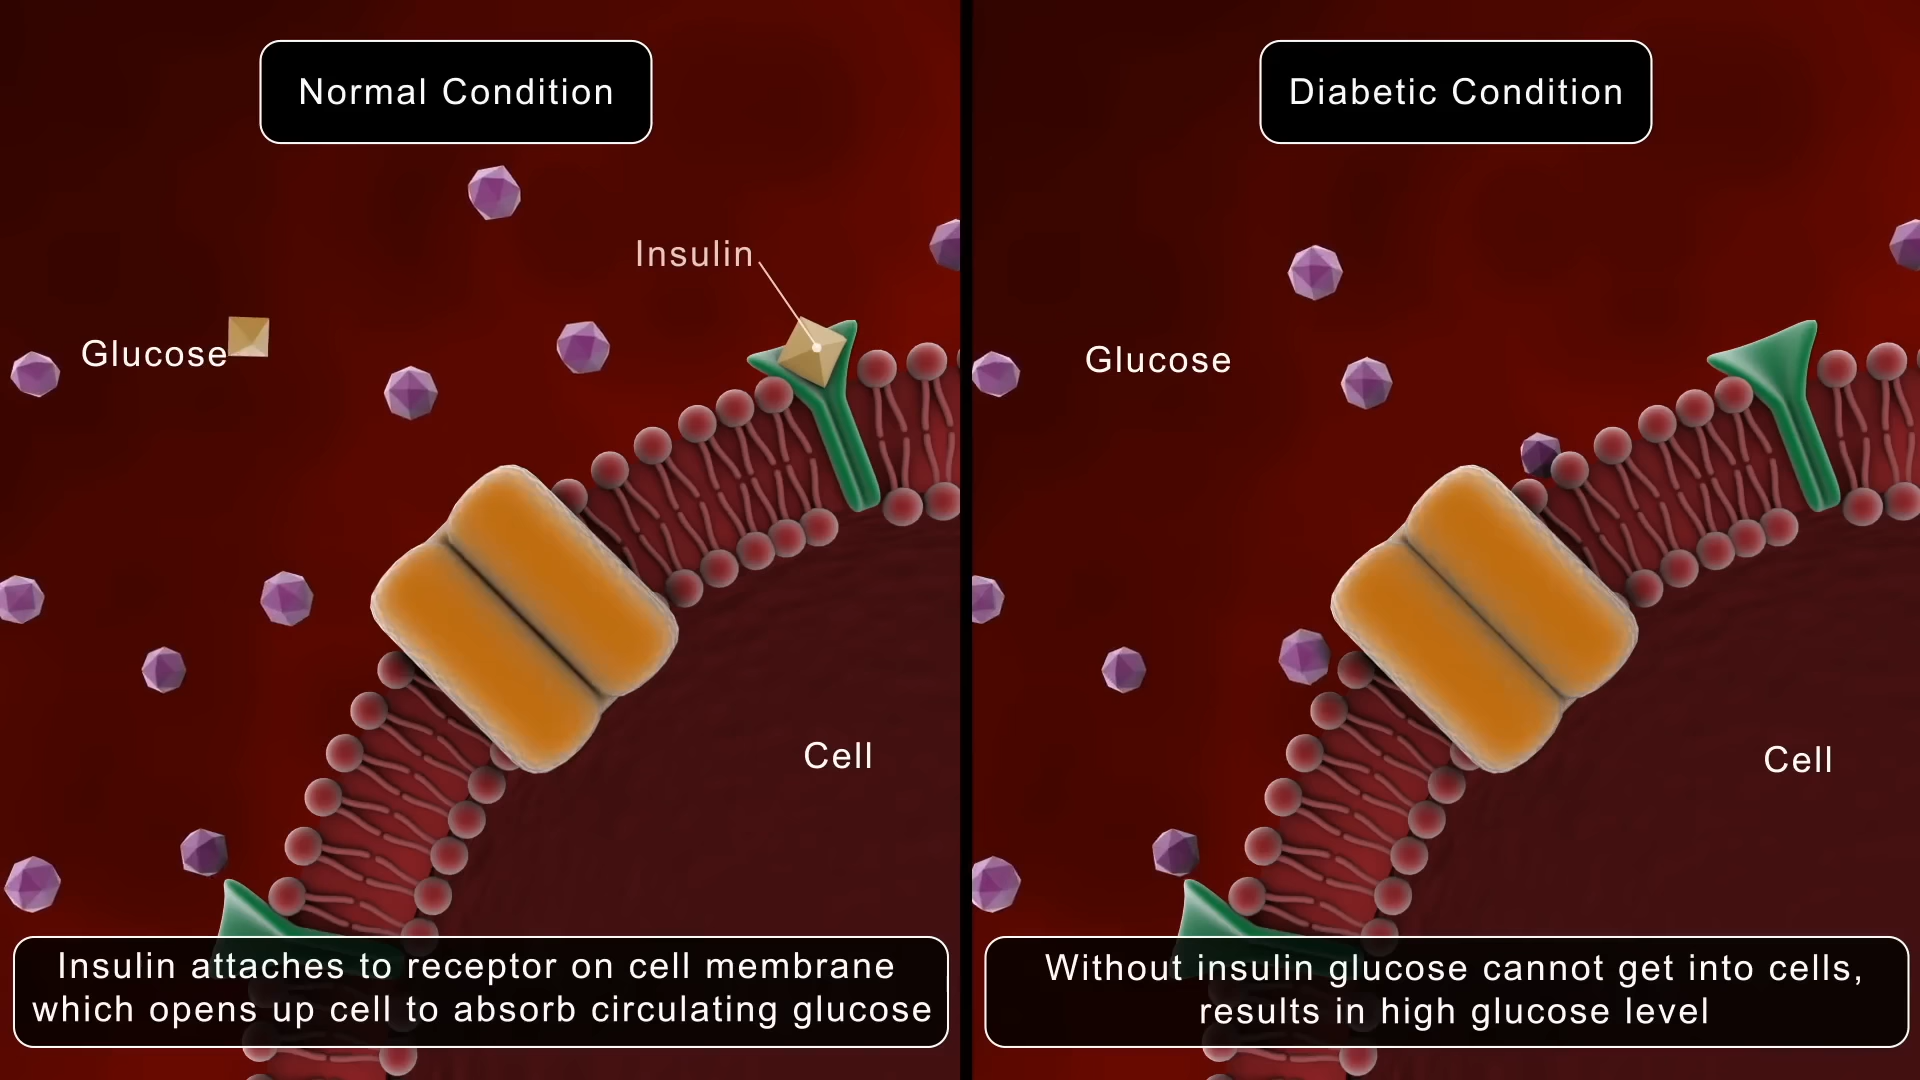 Normal Condition
Insulin
Glucose
Cell
Insulin attaches to receptor on cell membrane
which opens up cell to absorb circulating glucose
Diabetic Condition
Glucose
Cell
Without insulin glucose cannot get into cells,
results in high glucose level